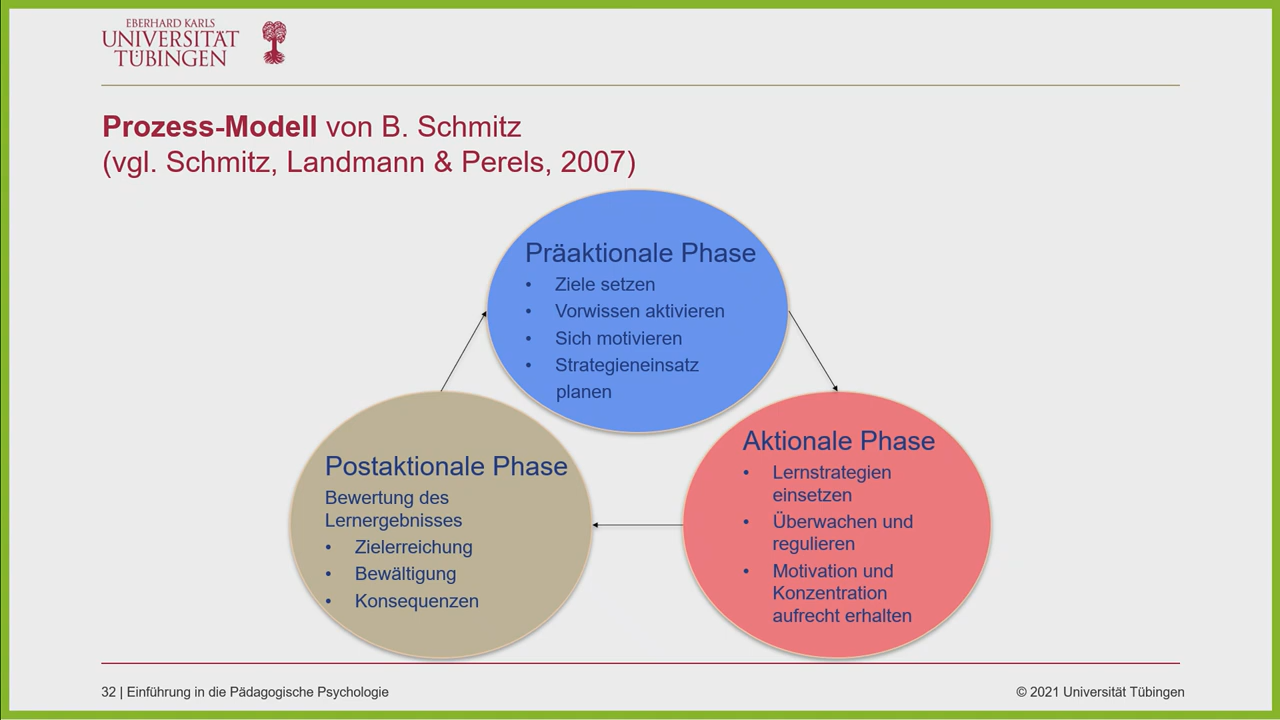 EBERHARD KARLS
UNIVERSITÄT
TÜBINGEN
Prozess-Modell von B. Schmitz
(vgl. Schmitz, Landmann & Perels, 2007)
Präaktionale Phase
• Ziele setzen
• Vorwissen aktivieren
• Sich motivieren
• Strategieneinsatz
planen
Aktionale Phase
• Lernstrategien
einsetzen
• Überwachen und
regulieren
• Motivation und
Konzentration
aufrecht erhalten
Postaktionale Phase
Bewertung des
Lernergebnisses
• Zielerreichung
• Bewältigung
• Konsequenzen
32 | Einführung in die Pädagogische Psychologie
© 2021 Universität Tübingen